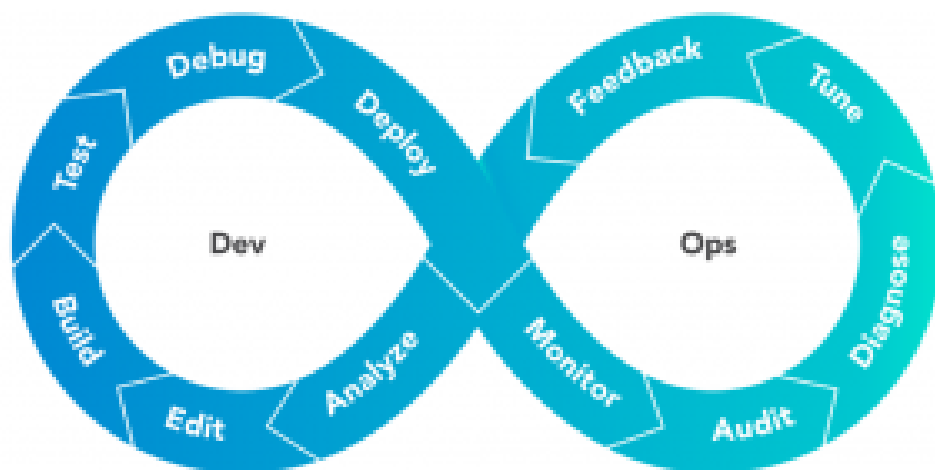 Debug
Deploy
Feedback
Tune
Test
Dev
Ops
Build
Diagnose
Analyze
Monitor
Edit
Audit